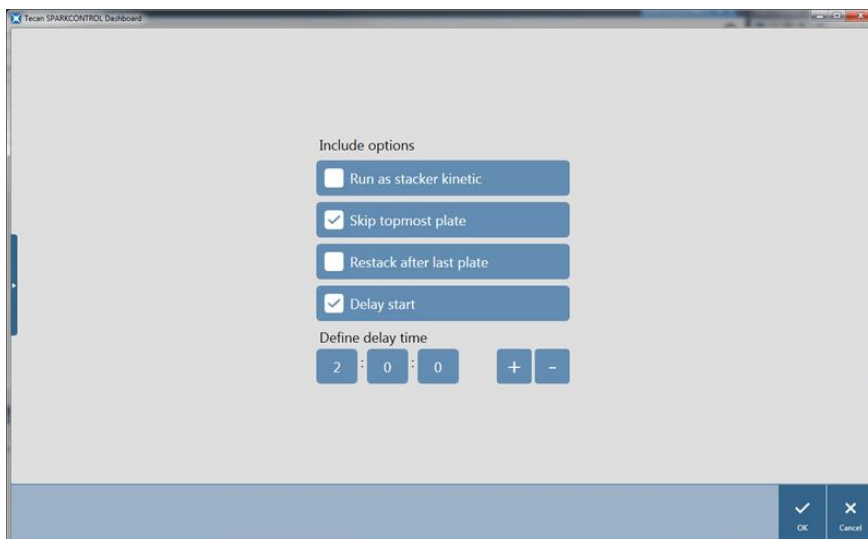 Tecan SPARKCONTROL Dashboard
Include options
Run as stacker kinetic
Skip topmost plate
Restack after last plate
Delay start
Define delay time
2 : 0 : 0 + -
OK Cancel